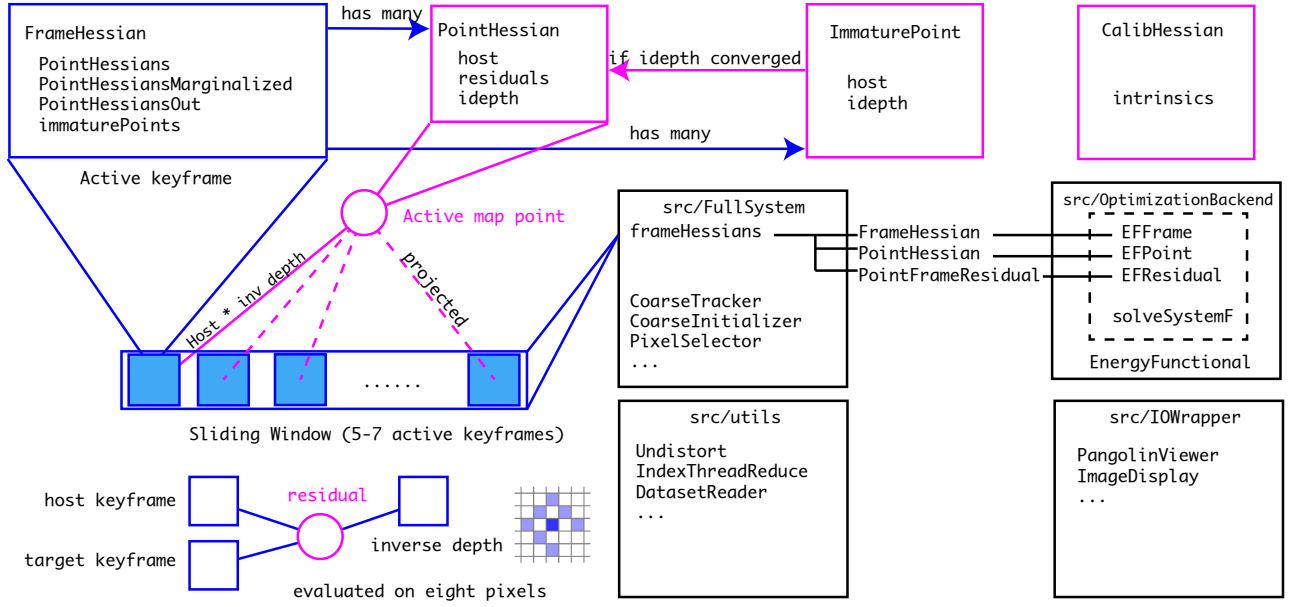 FrameHessian
PointHessians
PointHessiansMarginalized
PointHessiansOut
immaturePoints
Active keyframe
has many
PointHessian
host
residuals
idepth
if idepth converged
has many
ImmaturePoint
host
idepth
CalibHessian
intrinsics
Active map point
Host * inv depth
projected
......
Sliding Window (5-7 active keyframes)
src/FullSystem
frameHessians
CoarseTracker
CoarseInitializer
PixelSelector
...
FrameHessian
PointHessian
PointFrameResidual
src/OptimizationBackend
EFFrame
EFPoint
EFResidual
solveSystemF
EnergyFunctional
host keyframe
target keyframe
residual
inverse depth
evaluated on eight pixels
src/utils
Undistort
IndexThreadReduce
DatasetReader
...
src/IOWrapper
PangolinViewer
ImageDisplay
...